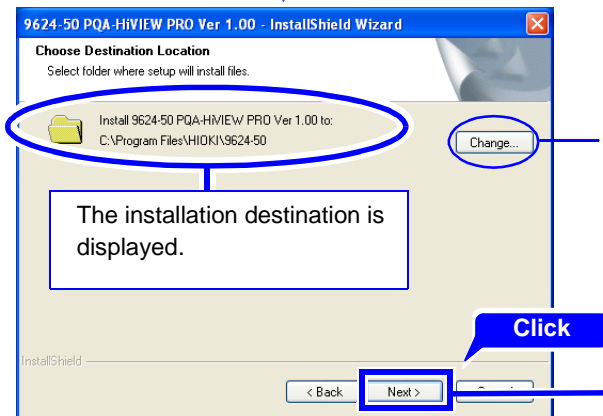 9624-50 PQA-HiVIEW PRO Ver 1.00 - InstallShield Wizard
Choose Destination Location
Select folder where setup will install files.
Install 9624-50 PQA-HiVIEW PRO Ver 1.00 to:
C:\Program Files\HIOKI\9624-50
Change...
The installation destination is
displayed.
Click
InstallShield
< Back
Next >